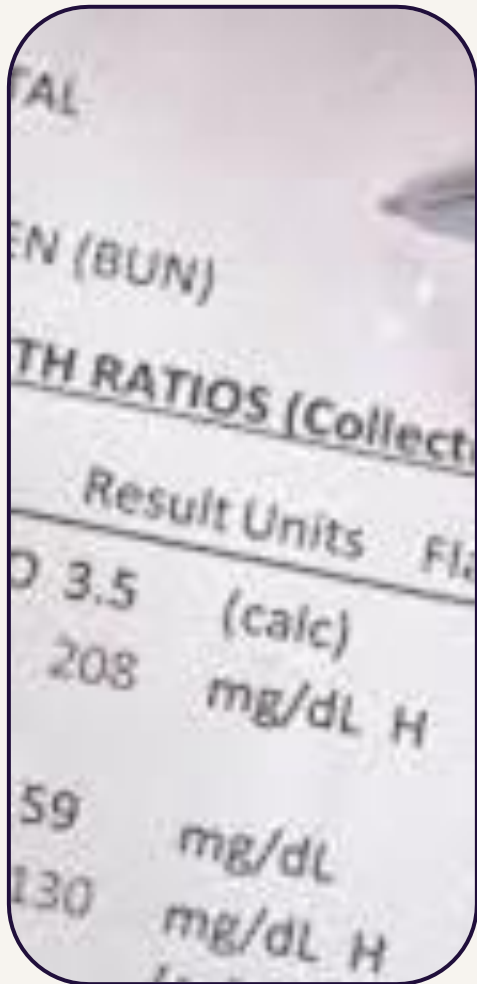 TAL
EN (BUN)
TH RATIOS (Collect
Result Units Fla
O 3.5 (calc)
208 mg/dL H
59 mg/dL
130 mg/dL H